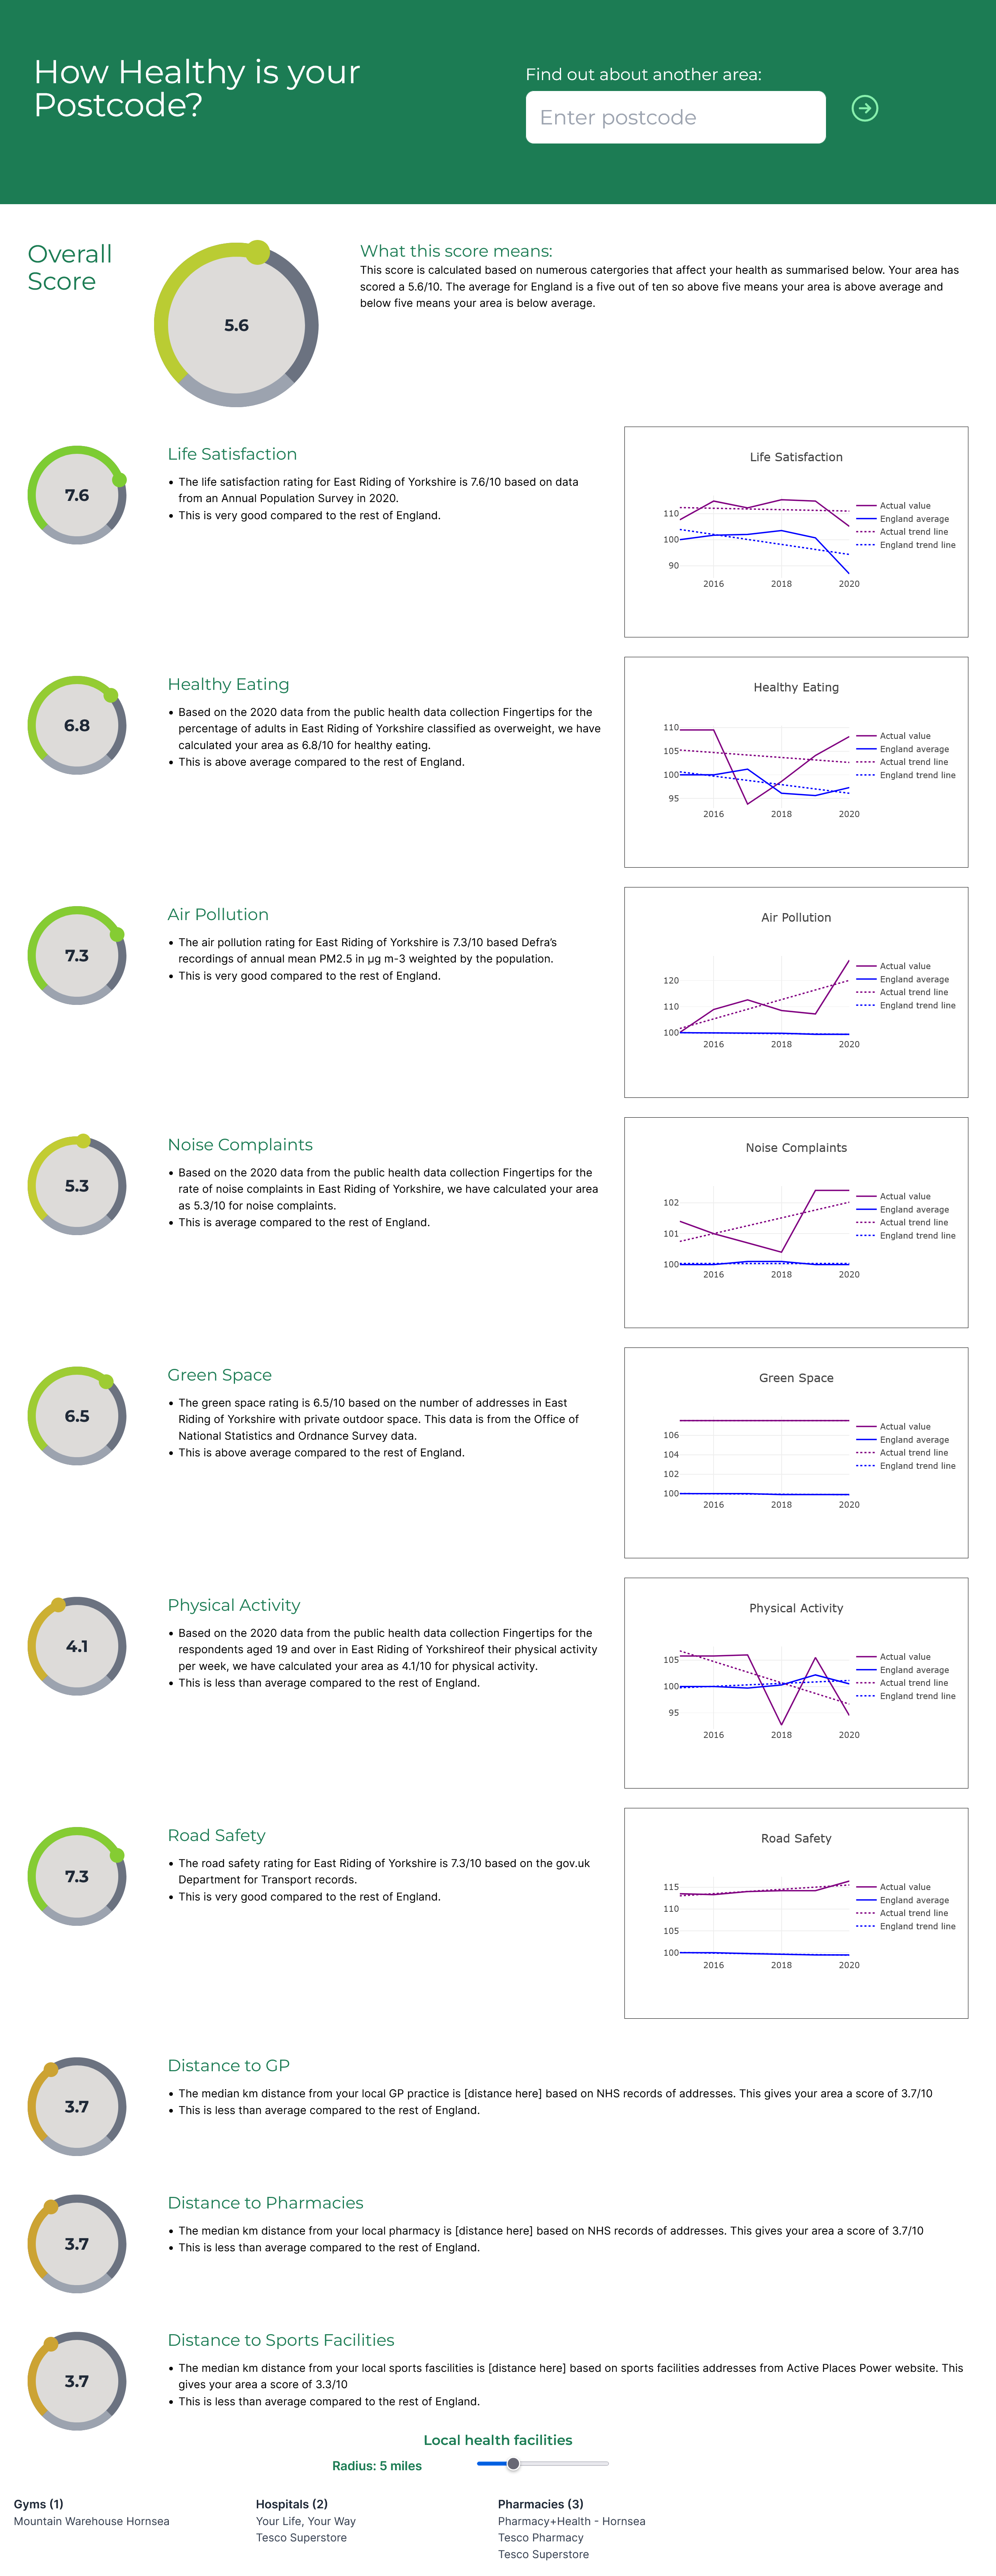 How Healthy is your
Postcode?
Find out about another area:
Enter postcode
Overall
Score
5.6
What this score means:
This score is calculated based on numerous catergories that affect your health as summarised below. Your area has
scored a 5.6/10. The average for England is a five out of ten so above five means your area is above average and
below five means your area is below average.
7.6
Life Satisfaction
• The life satisfaction rating for East Riding of Yorkshire is 7.6/10 based on data
from an Annual Population Survey in 2020.
• This is very good compared to the rest of England.
Life Satisfaction
110
100
90
2016
2018
2020
Actual value
England average
Actual trend line
England trend line
6.8
Healthy Eating
• Based on the 2020 data from the public health data collection Fingertips for the
percentage of adults in East Riding of Yorkshire classified as overweight, we have
calculated your area as 6.8/10 for healthy eating.
• This is above average compared to the rest of England.
Healthy Eating
110
105
100
95
2016
2018
2020
Actual value
England average
Actual trend line
England trend line
7.3
Air Pollution
• The air pollution rating for East Riding of Yorkshire is 7.3/10 based Defra's
recordings of annual mean PM2.5 in µg m-3 weighted by the population.
• This is very good compared to the rest of England.
Air Pollution
120
110
100
2016
2018
2020
Actual value
England average
Actual trend line
England trend line
5.3
Noise Complaints
• Based on the 2020 data from the public health data collection Fingertips for the
rate of noise complaints in East Riding of Yorkshire, we have calculated your area
as 5.3/10 for noise complaints.
• This is average compared to the rest of England.
Noise Complaints
102
101
100
2016
2018
2020
Actual value
England average
Actual trend line
England trend line
6.5
Green Space
• The green space rating is 6.5/10 based on the number of addresses in East
Riding of Yorkshire with private outdoor space. This data is from the Office of
National Statistics and Ordnance Survey data.
• This is above average compared to the rest of England.
Green Space
106
104
102
100
2016
2018
2020
Actual value
England average
Actual trend line
England trend line
4.1
Physical Activity
• Based on the 2020 data from the public health data collection Fingertips for the
respondents aged 19 and over in East Riding of Yorkshireof their physical activity
per week, we have calculated your area as 4.1/10 for physical activity.
• This is less than average compared to the rest of England.
Physical Activity
105
100
95
2016
2018
2020
Actual value
England average
Actual trend line
England trend line
7.3
Road Safety
• The road safety rating for East Riding of Yorkshire is 7.3/10 based on the gov.uk
Department for Transport records.
• This is very good compared to the rest of England.
Road Safety
115
110
105
100
2016
2018
2020
Actual value
England average
Actual trend line
England trend line
3.7
Distance to GP
• The median km distance from your local GP practice is [distance here] based on NHS records of addresses. This gives your area a score of 3.7/10
• This is less than average compared to the rest of England.
3.7
Distance to Pharmacies
• The median km distance from your local pharmacy is [distance here] based on NHS records of addresses. This gives your area a score of 3.7/10
• This is less than average compared to the rest of England.
3.7
Distance to Sports Facilities
• The median km distance from your local sports fascilities is [distance here] based on sports facilities addresses from Active Places Power website. This
gives your area a score of 3.3/10
• This is less than average compared to the rest of England.
Local health facilities
Radius: 5 miles
Gyms (1)
Mountain Warehouse Hornsea
Hospitals (2)
Your Life, Your Way
Tesco Superstore
Pharmacies (3)
Pharmacy+Health - Hornsea
Tesco Pharmacy
Tesco Superstore